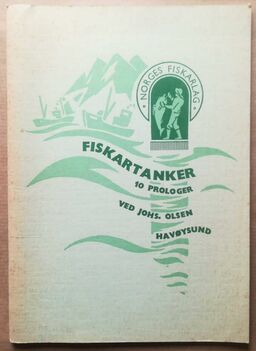 · NORGES FISKARLAG ·
FISKARTANKER
10 PROLOGER
VED JOHS. OLSEN
HAVØYSUND